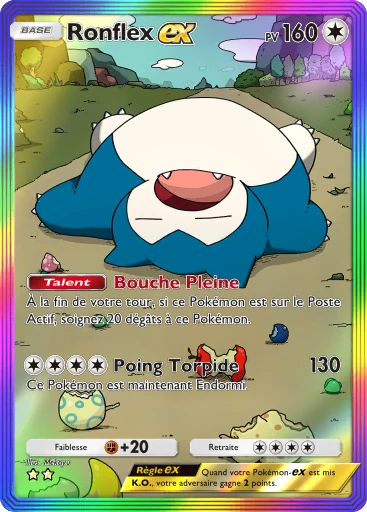 BASE Ronflex ex PV 160
Talent Bouche Pleine
À la fin de votre tour, si ce Pokémon est sur le Poste
Actif, soignez 20 dégâts à ce Pokémon.
Poing Torpide 130
Ce Pokémon est maintenant Endormi.
Faiblesse +20 Retraite
Règle ex Quand votre Pokémon-ex est mis
K.O., votre adversaire gagne 2 points.